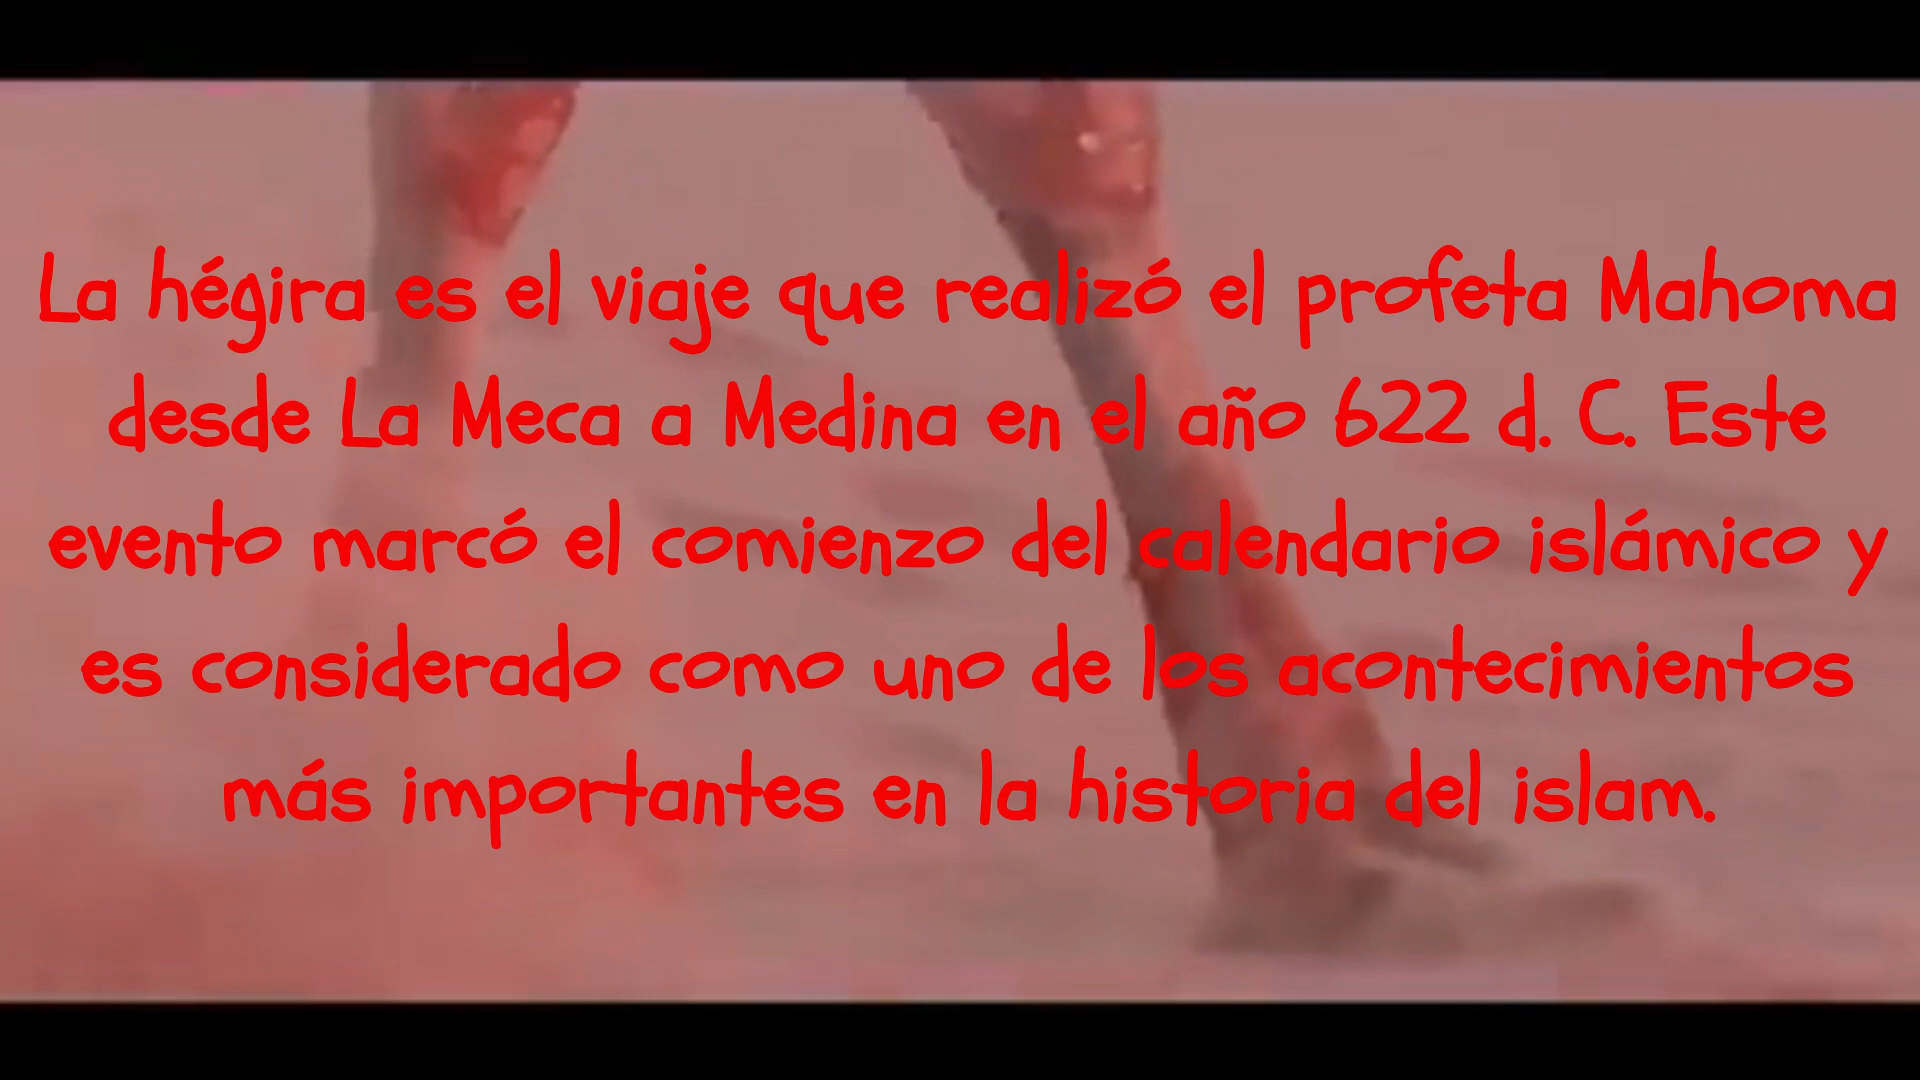 La hégira es el viaje que realizó el profeta Mahoma
desde La Meca a Medina en el año 622 d. C. Este
evento marcó el comienzo del calendario islámico y
es considerado como uno de los acontecimientos
más importantes en la historia del islam.